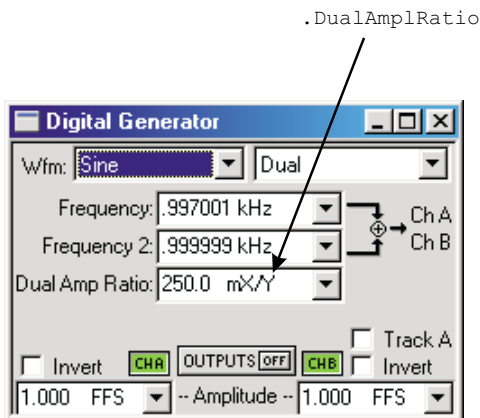 .DualAmplRatio
Digital Generator
Wfm: Sine Dual
Frequency: .997001 kHz Ch A
Frequency 2: .999999 kHz Ch B
Dual Amp Ratio: 250.0 mX/Y
Track A
Invert CHA OUTPUTS OFF CHB Invert
1.000 FFS -- Amplitude -- 1.000 FFS